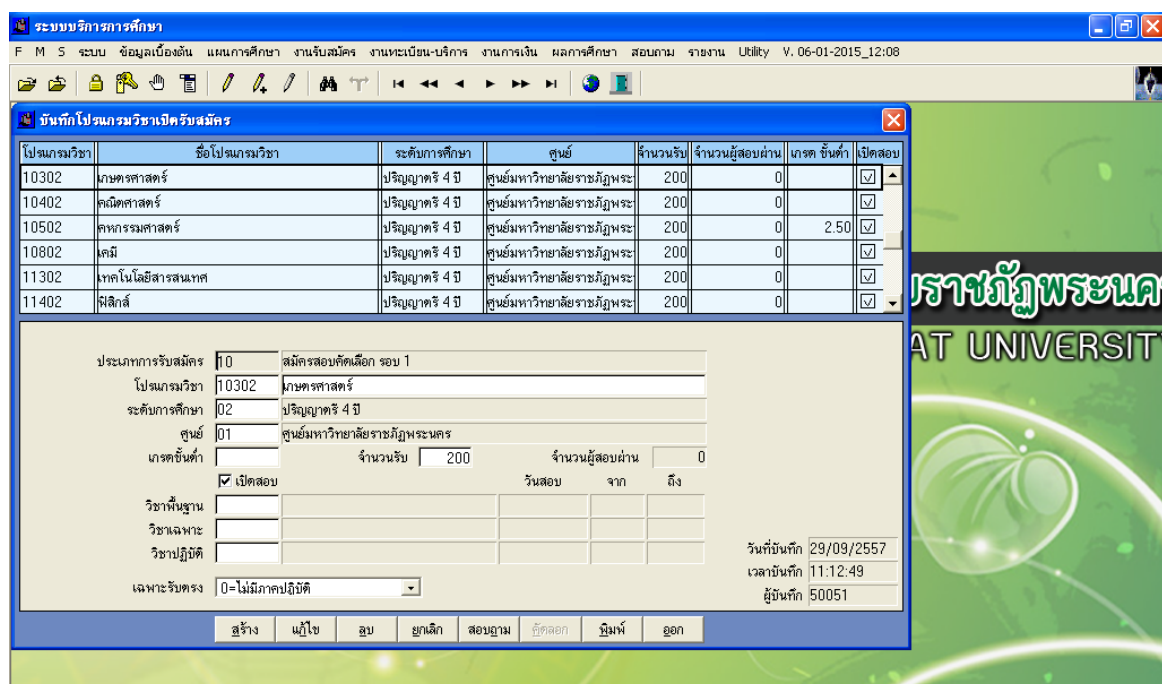 ระบบบริการการศึกษา
F M S ระบบ ข้อมูลเบื้องต้น แผนการศึกษา งานรับสมัคร งานทะเบียน-บริการ งานการเงิน ผลการศึกษา สอบถาม รายงาน Utility V. 06-01-2015_12:08
บันทึกโปรแกรมวิชาเปิดรับสมัคร
โปรแกรมวิชา ชื่อโปรแกรมวิชา ระดับการศึกษา ศูนย์ จำนวนรับ จำนวนผู้สอบผ่าน เกรด ขั้นต่ำ เปิดสอบ
10302 เกษตรศาสตร์ ปริญญาตรี 4 ปี ศูนย์มหาวิทยาลัยราชภัฏพระ 200 0
10402 คณิตศาสตร์ ปริญญาตรี 4 ปี ศูนย์มหาวิทยาลัยราชภัฏพระ 200 0
10502 คหกรรมศาสตร์ ปริญญาตรี 4 ปี ศูนย์มหาวิทยาลัยราชภัฏพระ 200 0 2.50
10802 เคมี ปริญญาตรี 4 ปี ศูนย์มหาวิทยาลัยราชภัฏพระ 200 0
11302 เทคโนโลยีสารสนเทศ ปริญญาตรี 4 ปี ศูนย์มหาวิทยาลัยราชภัฏพระ 200 0
11402 ฟิสิกส์ ปริญญาตรี 4 ปี ศูนย์มหาวิทยาลัยราชภัฏพระ 200 0
ราชภัฏพระนค
AT UNIVERSIT
ประเภทการรับสมัคร 10 สมัครสอบคัดเลือก รอบ 1
โปรแกรมวิชา 10302 เกษตรศาสตร์
ระดับการศึกษา 02 ปริญญาตรี 4 ปี
ศูนย์ 01 ศูนย์มหาวิทยาลัยราชภัฏพระนคร
เกรดขั้นต่ำ จำนวนรับ 200 จำนวนผู้สอบผ่าน 0
เปิดสอบ วันสอบ จาก ถึง
วิชาพื้นฐาน
วิชาเฉพาะ
วิชาปฏิบัติ
วันที่บันทึก 29/09/2557
เวลาบันทึก 11:12:49
เฉพาะรับตรง 0=ไม่มีภาคปฏิบัติ
ผู้บันทึก 50051
สร้าง แก้ไข ลบ ยกเลิก สอบถาม คัดลอก พิมพ์ ออก